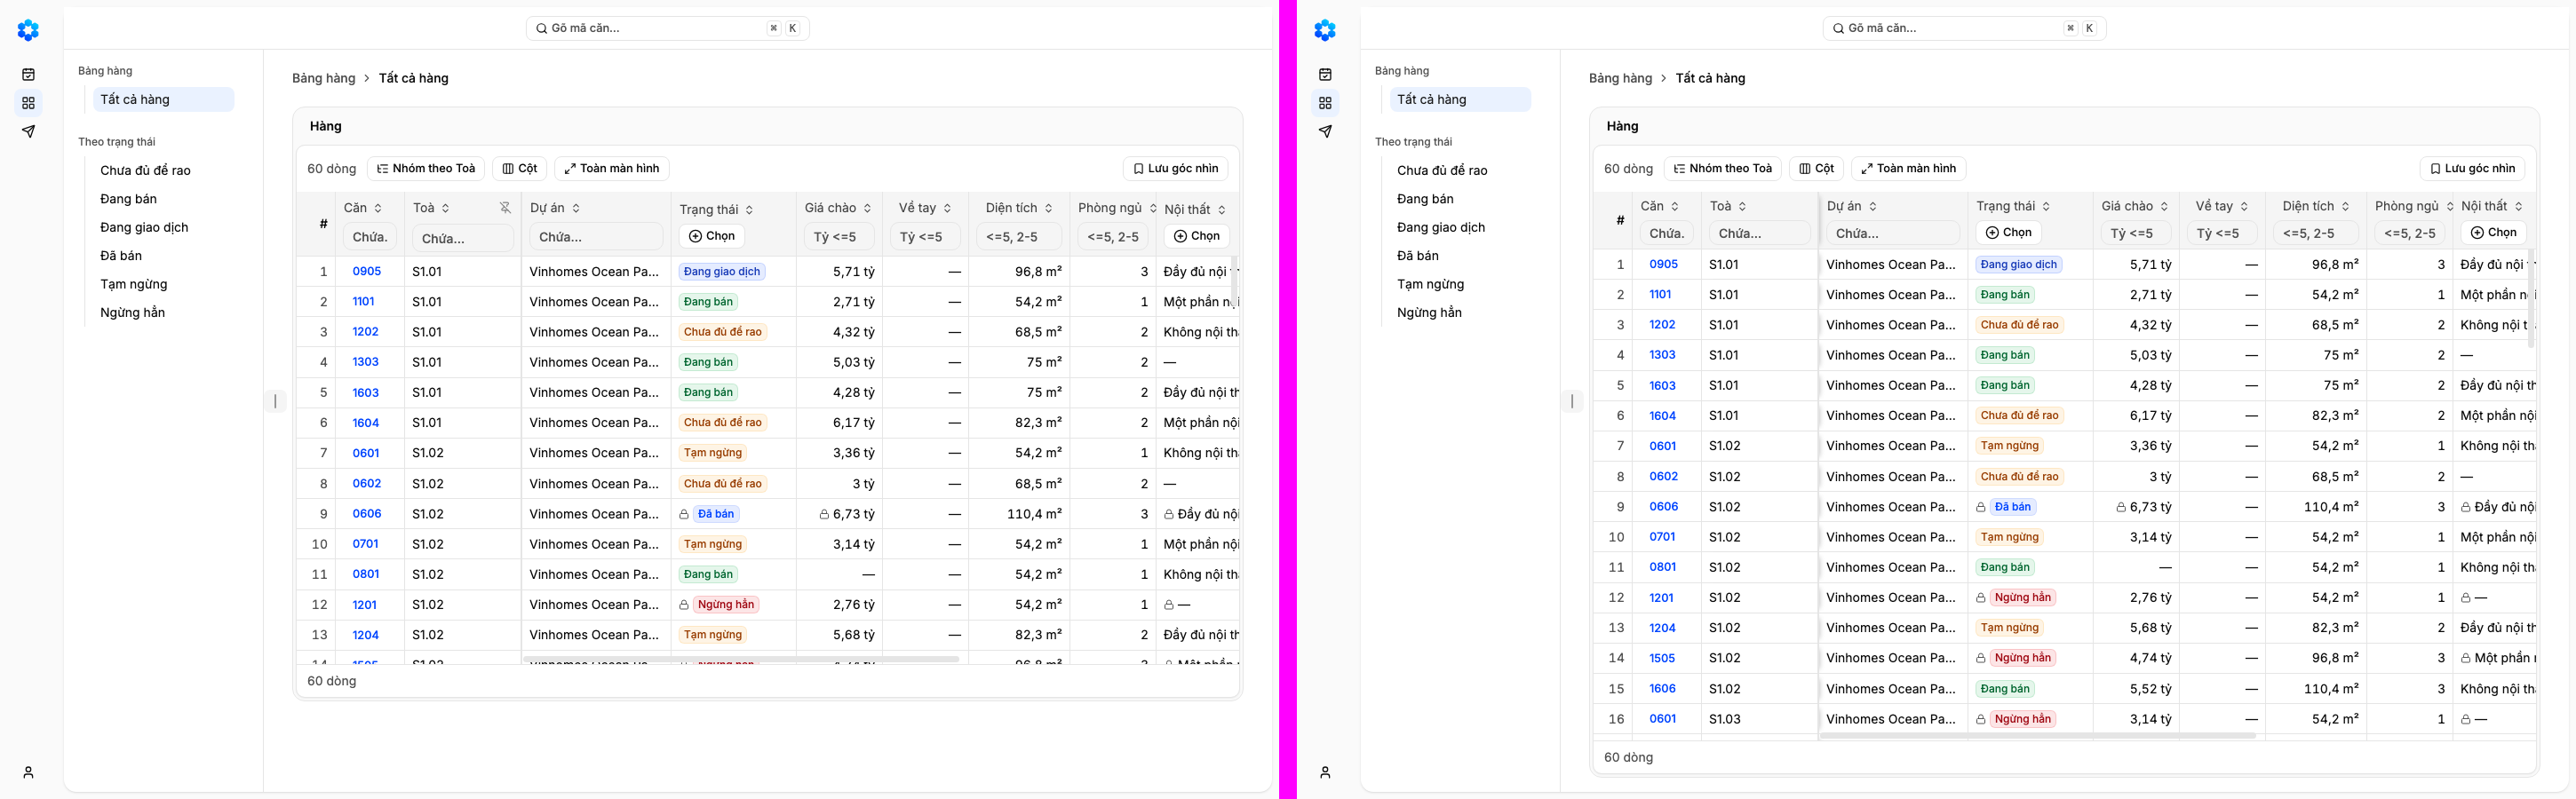 Gõ mã căn... ⌘ K
Bảng hàng
Tất cả hàng
Theo trạng thái
Chưa đủ để rao
Đang bán
Đang giao dịch
Đã bán
Tạm ngừng
Ngừng hẳn
Bảng hàng > Tất cả hàng
Hàng
60 dòng Nhóm theo Toà Cột Toàn màn hình Lưu góc nhìn
# Căn Toà Dự án Trạng thái Giá chào Về tay Diện tích Phòng ngủ Nội thất
Chứa. Chứa... Chứa... Chọn Tỷ <=5 Tỷ <=5 <=5, 2-5 <=5, 2-5 Chọn
1 0905 S1.01 Vinhomes Ocean Pa... Đang giao dịch 5,71 tỷ — 96,8 m² 3 Đầy đủ nội
2 1101 S1.01 Vinhomes Ocean Pa... Đang bán 2,71 tỷ — 54,2 m² 1 Một phần nội
3 1202 S1.01 Vinhomes Ocean Pa... Chưa đủ để rao 4,32 tỷ — 68,5 m² 2 Không nội
4 1303 S1.01 Vinhomes Ocean Pa... Đang bán 5,03 tỷ — 75 m² 2 —
5 1603 S1.01 Vinhomes Ocean Pa... Đang bán 4,28 tỷ — 75 m² 2 Đầy đủ nội
6 1604 S1.01 Vinhomes Ocean Pa... Chưa đủ để rao 6,17 tỷ — 82,3 m² 2 Một phần nội
7 0601 S1.02 Vinhomes Ocean Pa... Tạm ngừng 3,36 tỷ — 54,2 m² 1 Không nội
8 0602 S1.02 Vinhomes Ocean Pa... Chưa đủ để rao 3 tỷ — 68,5 m² 2 —
9 0606 S1.02 Vinhomes Ocean Pa... Đã bán 6,73 tỷ — 110,4 m² 3 Đầy đủ nội
10 0701 S1.02 Vinhomes Ocean Pa... Tạm ngừng 3,14 tỷ — 54,2 m² 1 Một phần nội
11 0801 S1.02 Vinhomes Ocean Pa... Đang bán — — 54,2 m² 1 Không nội
12 1201 S1.02 Vinhomes Ocean Pa... Ngừng hẳn 2,76 tỷ — 54,2 m² 1 —
13 1204 S1.02 Vinhomes Ocean Pa... Tạm ngừng 5,68 tỷ — 82,3 m² 2 Đầy đủ nội
60 dòng
Gõ mã căn... ⌘ K
Bảng hàng
Tất cả hàng
Theo trạng thái
Chưa đủ để rao
Đang bán
Đang giao dịch
Đã bán
Tạm ngừng
Ngừng hẳn
Bảng hàng > Tất cả hàng
Hàng
60 dòng Nhóm theo Toà Cột Toàn màn hình Lưu góc nhìn
# Căn Toà Dự án Trạng thái Giá chào Về tay Diện tích Phòng ngủ Nội thất
Chứa. Chứa... Chứa... Chọn Tỷ <=5 Tỷ <=5 <=5, 2-5 <=5, 2-5 Chọn
1 0905 S1.01 Vinhomes Ocean Pa... Đang giao dịch 5,71 tỷ — 96,8 m² 3 Đầy đủ nội
2 1101 S1.01 Vinhomes Ocean Pa... Đang bán 2,71 tỷ — 54,2 m² 1 Một phần nội
3 1202 S1.01 Vinhomes Ocean Pa... Chưa đủ để rao 4,32 tỷ — 68,5 m² 2 Không nội
4 1303 S1.01 Vinhomes Ocean Pa... Đang bán 5,03 tỷ — 75 m² 2 —
5 1603 S1.01 Vinhomes Ocean Pa... Đang bán 4,28 tỷ — 75 m² 2 Đầy đủ nội
6 1604 S1.01 Vinhomes Ocean Pa... Chưa đủ để rao 6,17 tỷ — 82,3 m² 2 Một phần nội
7 0601 S1.02 Vinhomes Ocean Pa... Tạm ngừng 3,36 tỷ — 54,2 m² 1 Không nội
8 0602 S1.02 Vinhomes Ocean Pa... Chưa đủ để rao 3 tỷ — 68,5 m² 2 —
9 0606 S1.02 Vinhomes Ocean Pa... Đã bán 6,73 tỷ — 110,4 m² 3 Đầy đủ nội
10 0701 S1.02 Vinhomes Ocean Pa... Tạm ngừng 3,14 tỷ — 54,2 m² 1 Một phần nội
11 0801 S1.02 Vinhomes Ocean Pa... Đang bán — — 54,2 m² 1 Không nội
12 1201 S1.02 Vinhomes Ocean Pa... Ngừng hẳn 2,76 tỷ — 54,2 m² 1 —
13 1204 S1.02 Vinhomes Ocean Pa... Tạm ngừng 5,68 tỷ — 82,3 m² 2 Đầy đủ nội
14 1505 S1.02 Vinhomes Ocean Pa... Ngừng hẳn 4,74 tỷ — 96,8 m² 3 Một phần
15 1606 S1.02 Vinhomes Ocean Pa... Đang bán 5,52 tỷ — 110,4 m² 3 Không nội
16 0601 S1.03 Vinhomes Ocean Pa... Ngừng hẳn 3,14 tỷ — 54,2 m² 1 —
60 dòng